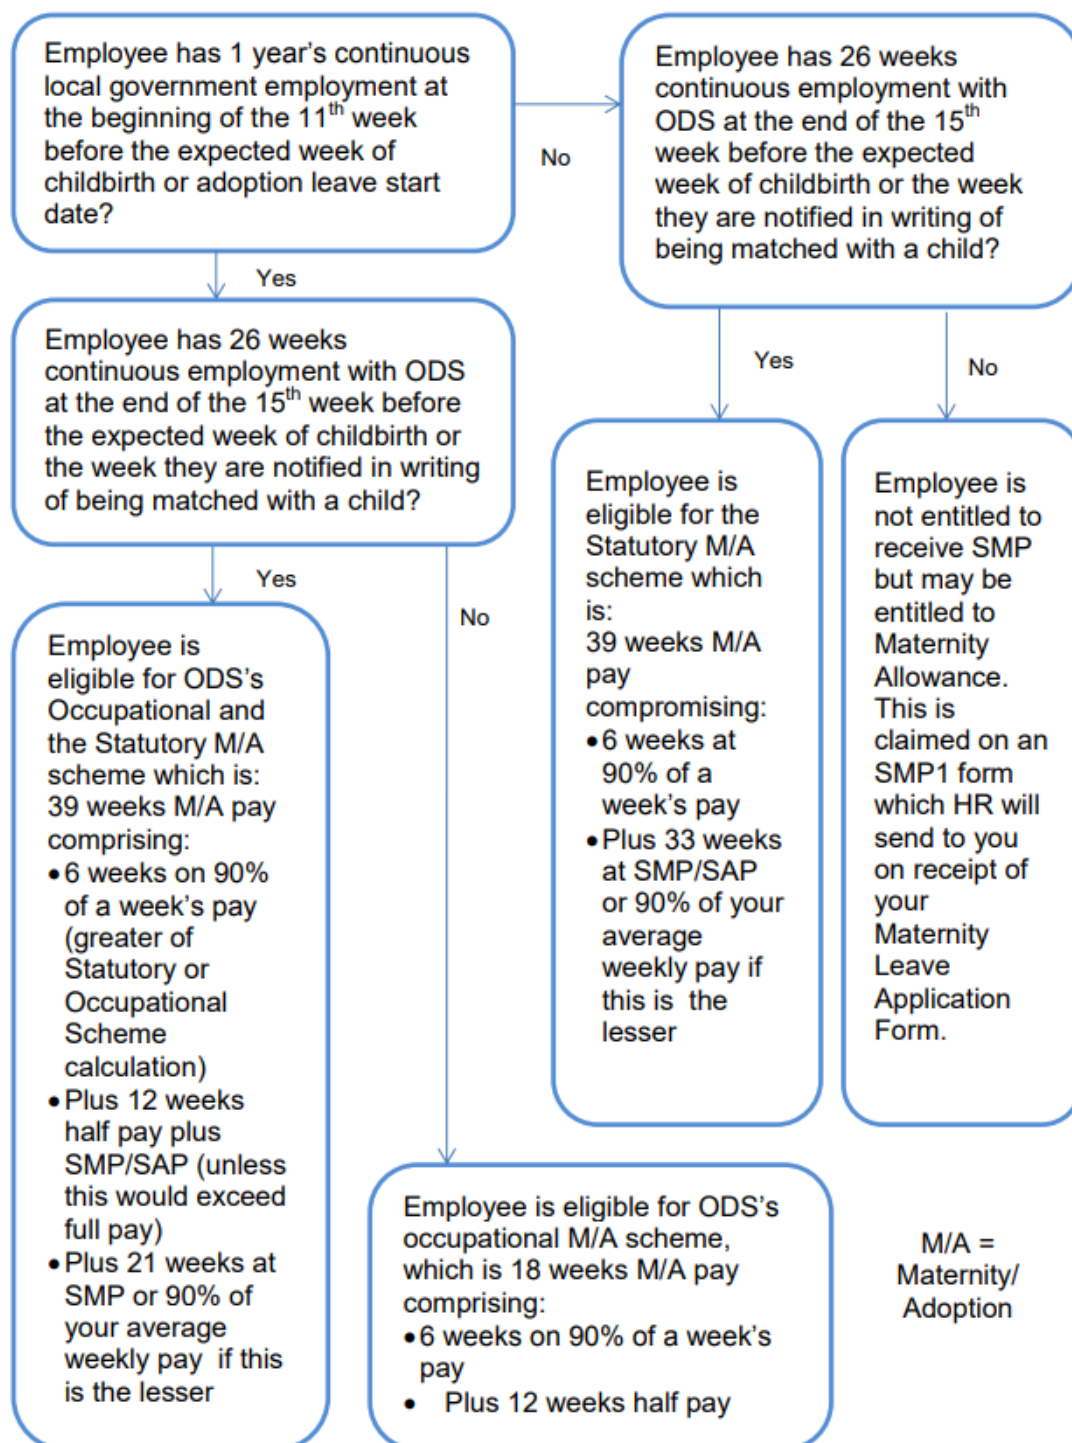 Employee has 1 year's continuous
local government employment at
the beginning of the 11th week
before the expected week of
childbirth or adoption leave start
date?
No
Employee has 26 weeks
continuous employment with
ODS at the end of the 15th
week before the expected
week of childbirth or the week
they are notified in writing of
being matched with a child?
Yes
Employee has 26 weeks
continuous employment with ODS
at the end of the 15th week before
the expected week of childbirth or
the week they are notified in writing
of being matched with a child?
Yes
No
Yes
No
Employee is
eligible for ODS's
Occupational and
the Statutory M/A
scheme which is:
39 weeks M/A pay
comprising:
•6 weeks on 90%
of a week's pay
(greater of
Statutory or
Occupational
Scheme
calculation)
•Plus 12 weeks
half pay plus
SMP/SAP (unless
this would exceed
full pay)
•Plus 21 weeks at
SMP or 90% of
your average
weekly pay if this
is the lesser
Employee is
eligible for the
Statutory M/A
scheme which
is:
39 weeks M/A
pay
compromising:
•6 weeks at
90% of a
week's pay
•Plus 33 weeks
at SMP/SAP
or 90% of your
average
weekly pay if
this is the
lesser
Employee is
not entitled to
receive SMP
but may be
entitled to
Maternity
Allowance.
This is
claimed on an
SMP1 form
which HR will
send to you
on receipt of
your
Maternity
Leave
Application
Form.
Employee is eligible for ODS's
occupational M/A scheme,
which is 18 weeks M/A pay
comprising:
•6 weeks on 90% of a week's
pay
• Plus 12 weeks half pay
M/A =
Maternity/
Adoption